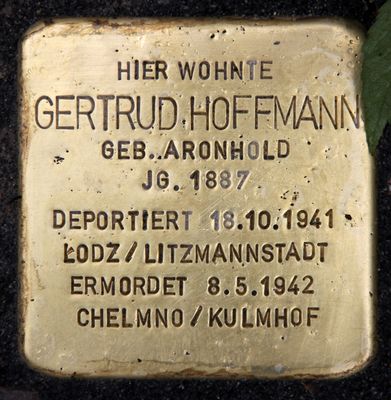 HIER WOHNTE
GERTRUD HOFFMANN
GEB. ARONHOLD
JG. 1887
DEPORTIERT 18.10.1941
ŁODZ / LITZMANNSTADT
ERMORDET 8.5.1942
CHELMNO / KULMHOF